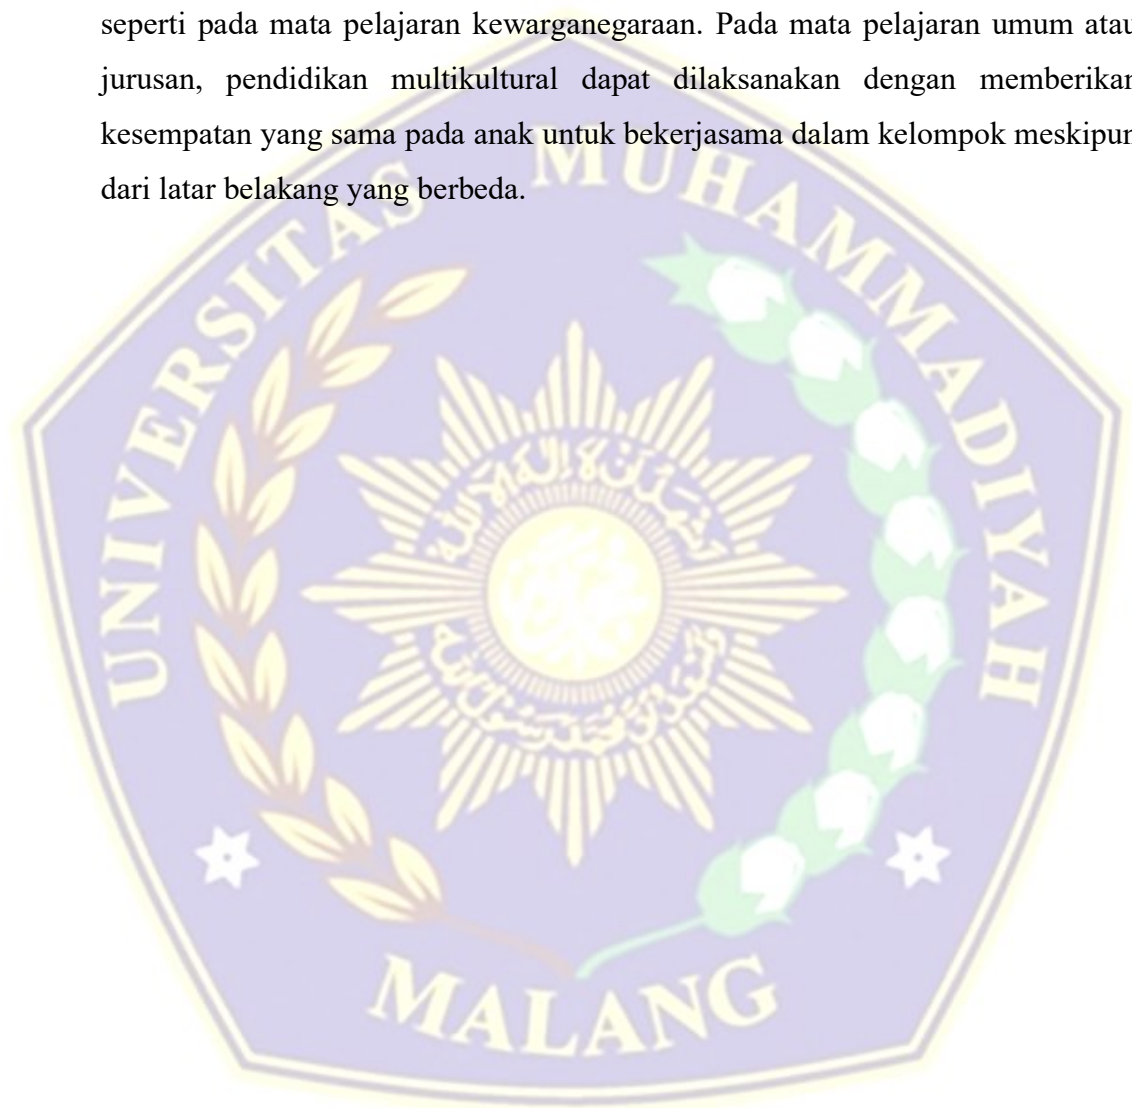 seperti pada mata pelajaran kewarganegaraan. Pada mata pelajaran umum atau
jurusan, pendidikan multikultural dapat dilaksanakan dengan memberikan
kesempatan yang sama pada anak untuk bekerjasama dalam kelompok meskipun
dari latar belakang yang berbeda.
UNIVERSITAS MUHAMMADIYAH
MALANG